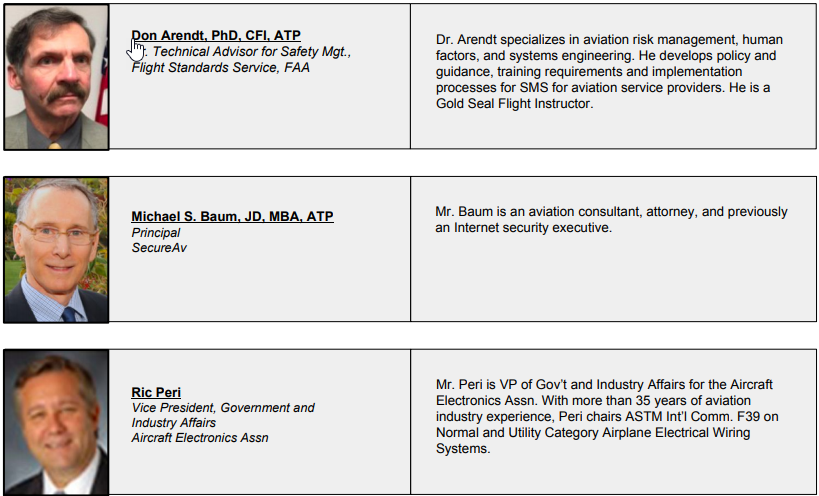 Don Arendt, PhD, CFI, ATP
r. Technical Advisor for Safety Mgt.,
Flight Standards Service, FAA
Dr. Arendt specializes in aviation risk management, human
factors, and systems engineering. He develops policy and
guidance, training requirements and implementation
processes for SMS for aviation service providers. He is a
Gold Seal Flight Instructor.
Michael S. Baum, JD, MBA, ATP
Principal
SecureAv
Mr. Baum is an aviation consultant, attorney, and previously
an Internet security executive.
Ric Peri
Vice President, Government and
Industry Affairs
Aircraft Electronics Assn
Mr. Peri is VP of Gov’t and Industry Affairs for the Aircraft
Electronics Assn. With more than 35 years of aviation
industry experience, Peri chairs ASTM Int’l Comm. F39 on
Normal and Utility Category Airplane Electrical Wiring
Systems.